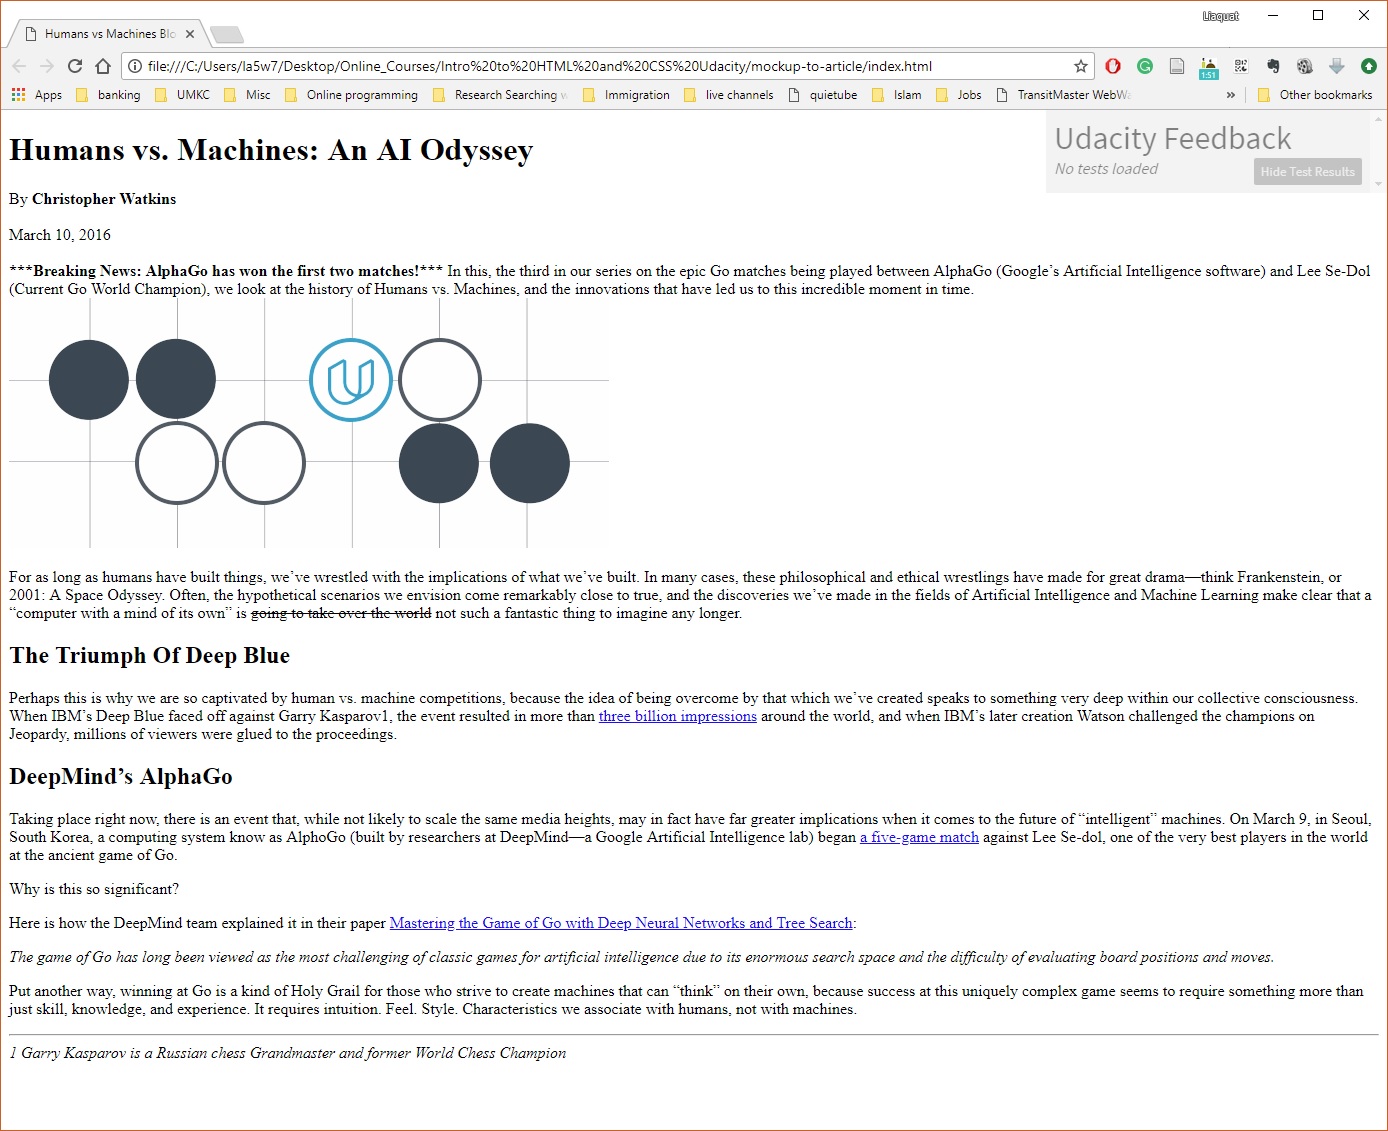 Liaquat
Humans vs Machines Blo
file:///C:/Users/la5w7/Desktop/Online_Courses/Intro%20to%20HTML%20and%20CSS%20Udacity/mockup-to-article/index.html
1:51
Apps banking UMKC Misc Online programming Research Searching Immigration live channels quietube Islam Jobs TransitMaster WebWa » Other bookmarks
Udacity Feedback
No tests loaded
Hide Test Results
Humans vs. Machines: An AI Odyssey
By Christopher Watkins
March 10, 2016
***Breaking News: AlphaGo has won the first two matches!*** In this, the third in our series on the epic Go matches being played between AlphaGo (Google’s Artificial Intelligence software) and Lee Se-Dol
(Current Go World Champion), we look at the history of Humans vs. Machines, and the innovations that have led us to this incredible moment in time.
For as long as humans have built things, we’ve wrestled with the implications of what we’ve built. In many cases, these philosophical and ethical wrestlings have made for great drama—think Frankenstein, or
2001: A Space Odyssey. Often, the hypothetical scenarios we envision come remarkably close to true, and the discoveries we’ve made in the fields of Artificial Intelligence and Machine Learning make clear that a
“computer with a mind of its own” is going to take over the world not such a fantastic thing to imagine any longer.
The Triumph Of Deep Blue
Perhaps this is why we are so captivated by human vs. machine competitions, because the idea of being overcome by that which we’ve created speaks to something very deep within our collective consciousness.
When IBM’s Deep Blue faced off against Garry Kasparov1, the event resulted in more than three billion impressions around the world, and when IBM’s later creation Watson challenged the champions on
Jeopardy, millions of viewers were glued to the proceedings.
DeepMind’s AlphaGo
Taking place right now, there is an event that, while not likely to scale the same media heights, may in fact have far greater implications when it comes to the future of “intelligent” machines. On March 9, in Seoul,
South Korea, a computing system know as AlphoGo (built by researchers at DeepMind—a Google Artificial Intelligence lab) began a five-game match against Lee Se-dol, one of the very best players in the world
at the ancient game of Go.
Why is this so significant?
Here is how the DeepMind team explained it in their paper Mastering the Game of Go with Deep Neural Networks and Tree Search:
The game of Go has long been viewed as the most challenging of classic games for artificial intelligence due to its enormous search space and the difficulty of evaluating board positions and moves.
Put another way, winning at Go is a kind of Holy Grail for those who strive to create machines that can “think” on their own, because success at this uniquely complex game seems to require something more than
just skill, knowledge, and experience. It requires intuition. Feel. Style. Characteristics we associate with humans, not with machines.
1 Garry Kasparov is a Russian chess Grandmaster and former World Chess Champion